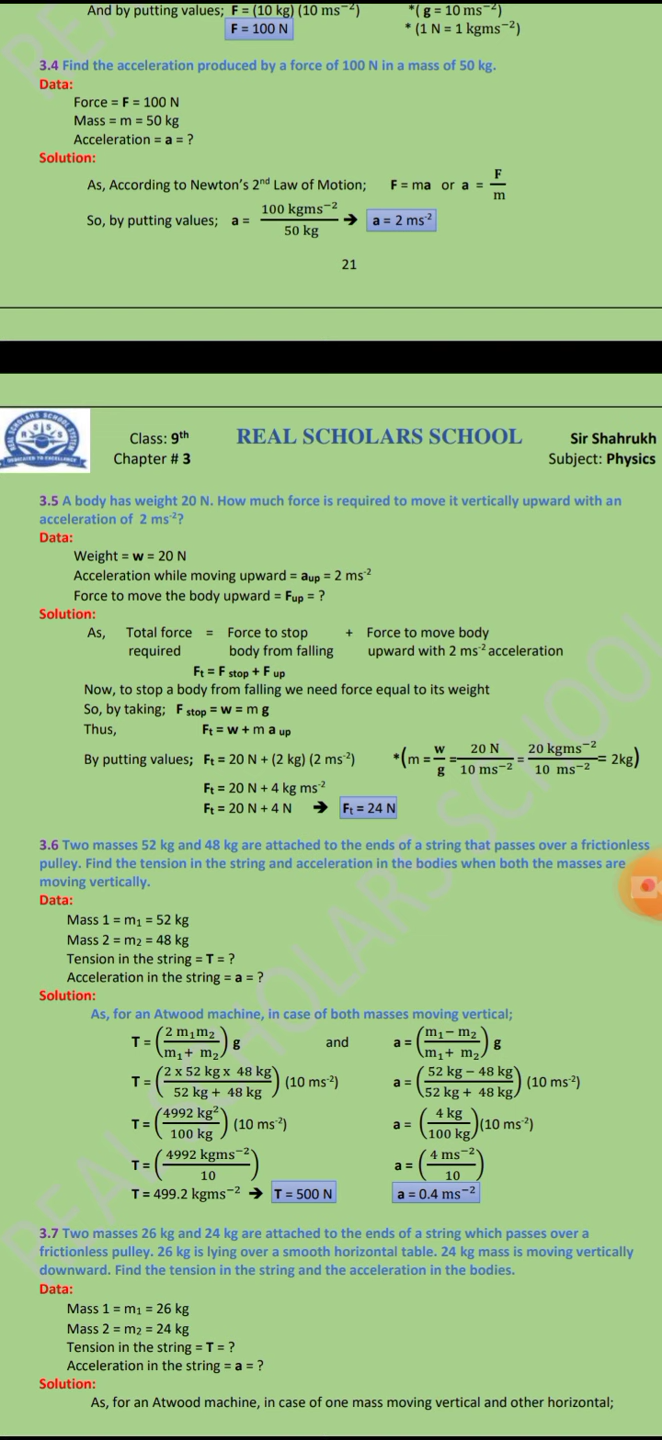 And by putting values; F = (10 kg) (10 ms⁻²) *( g = 10 ms⁻²)
F = 100 N * (1 N = 1 kgms⁻²)
3.4 Find the acceleration produced by a force of 100 N in a mass of 50 kg.
Data:
Force = F = 100 N
Mass = m = 50 kg
Acceleration = a = ?
Solution:
As, According to Newton's 2nd Law of Motion; F = ma or a = F/m
So, by putting values; a = 100 kgms⁻²/50 kg ➔ a = 2 ms⁻²
21
REAL SCHOLARS SCHOOL SYSTEM
R S S S
DEDICATED TO EXCELLENCE
Class: 9th REAL SCHOLARS SCHOOL Sir Shahrukh
Chapter # 3 Subject: Physics
3.5 A body has weight 20 N. How much force is required to move it vertically upward with an
acceleration of 2 ms⁻²?
Data:
Weight = w = 20 N
Acceleration while moving upward = aup = 2 ms⁻²
Force to move the body upward = Fup = ?
Solution:
As, Total force = Force to stop + Force to move body
required body from falling upward with 2 ms⁻² acceleration
Ft = F stop + F up
Now, to stop a body from falling we need force equal to its weight
So, by taking; F stop = w = m g
Thus, Ft = w + m a up
By putting values; Ft = 20 N + (2 kg) (2 ms⁻²) *(m = w/g = 20 N/10 ms⁻² = 20 kgms⁻²/10 ms⁻² = 2kg)
Ft = 20 N + 4 kg ms⁻²
Ft = 20 N + 4 N ➔ Ft = 24 N
3.6 Two masses 52 kg and 48 kg are attached to the ends of a string that passes over a frictionless
pulley. Find the tension in the string and acceleration in the bodies when both the masses are
moving vertically.
Data:
Mass 1 = m₁ = 52 kg
Mass 2 = m₂ = 48 kg
Tension in the string = T = ?
Acceleration in the string = a = ?
Solution:
As, for an Atwood machine, in case of both masses moving vertical;
T = (2 m₁m₂/m₁+ m₂) g and a = (m₁− m₂/m₁+ m₂) g
T = (2 x 52 kg x 48 kg/52 kg + 48 kg) (10 ms⁻²) a = (52 kg − 48 kg/52 kg + 48 kg) (10 ms⁻²)
T = (4992 kg²/100 kg) (10 ms⁻²) a = (4 kg/100 kg)(10 ms⁻²)
T = (4992 kgms⁻²/10) a = (4 ms⁻²/10)
T = 499.2 kgms⁻² ➔ T = 500 N a = 0.4 ms⁻²
3.7 Two masses 26 kg and 24 kg are attached to the ends of a string which passes over a
frictionless pulley. 26 kg is lying over a smooth horizontal table. 24 kg mass is moving vertically
downward. Find the tension in the string and the acceleration in the bodies.
Data:
Mass 1 = m₁ = 26 kg
Mass 2 = m₂ = 24 kg
Tension in the string = T = ?
Acceleration in the string = a = ?
Solution:
As, for an Atwood machine, in case of one mass moving vertical and other horizontal;
REAL SCHOLARS SCHOOL